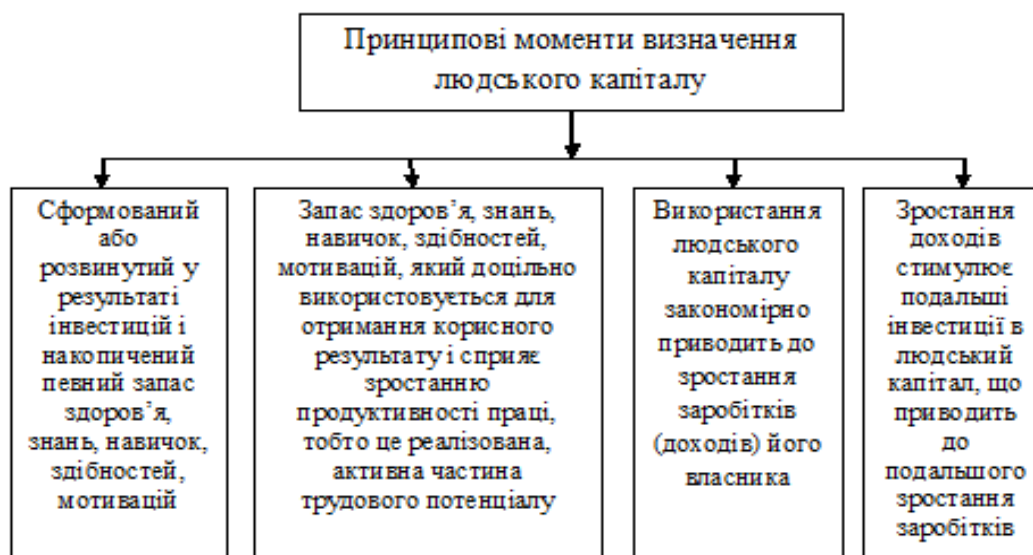 Принципові моменти визначення
людського капіталу
Сформований
або
розвинутий у
результаті
інвестицій і
накопичений
певний запас
здоров’я,
знань, навичок,
здібностей,
мотивацій
Запас здоров’я, знань,
навичок, здібностей,
мотивацій, який доцільно
використовується для
отримання корисного
результату і сприяє
зростанню
продуктивності праці,
тобто це реалізована,
активна частина
трудового потенціалу
Використання
людського
капіталу
закономірно
приводить до
зростання
заробітків
(доходів) його
власника
Зростання
доходів
стимулює
подальші
інвестиції в
людський
капітал, що
приводить
до
подальшого
зростання
заробітків